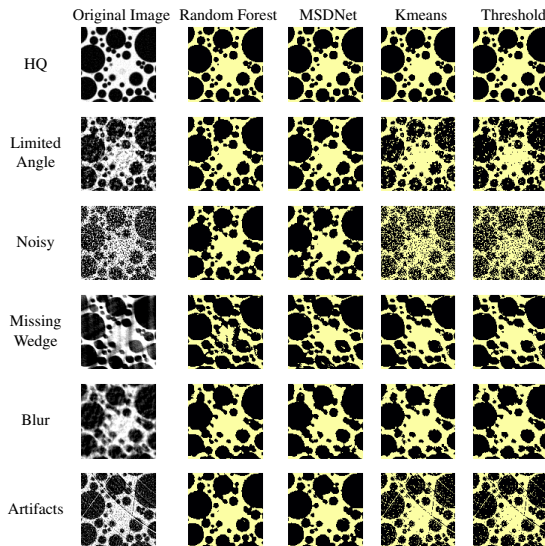 Original Image Random Forest MSDNet Kmeans Threshold
HQ
Limited
Angle
Noisy
Missing
Wedge
Blur
Artifacts